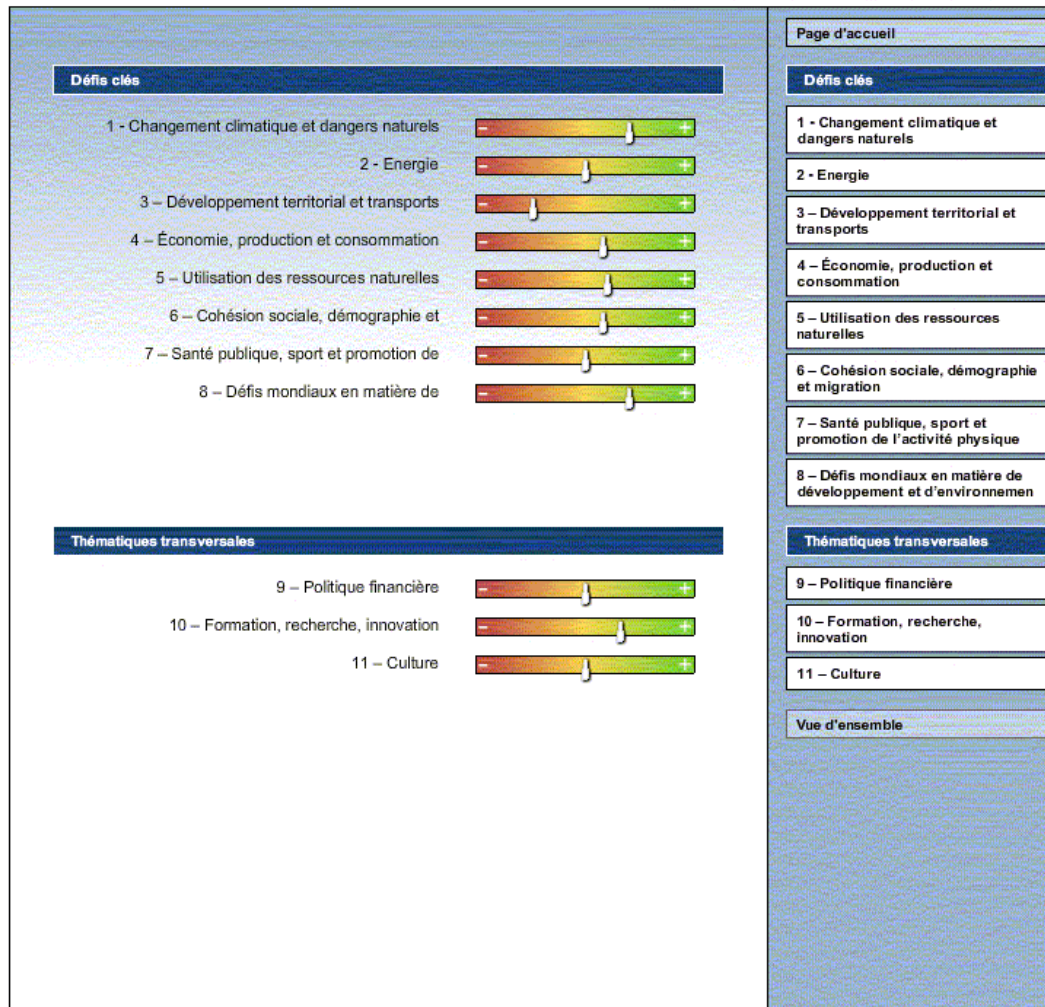 Défis clés
1 - Changement climatique et dangers naturels
- +
2 - Energie
- +
3 – Développement territorial et transports
- +
4 – Économie, production et consommation
- +
5 – Utilisation des ressources naturelles
- +
6 – Cohésion sociale, démographie et
- +
7 – Santé publique, sport et promotion de
- +
8 – Défis mondiaux en matière de
- +
Thématiques transversales
9 – Politique financière
- +
10 – Formation, recherche, innovation
- +
11 – Culture
- +
Page d'accueil
Défis clés
1 - Changement climatique et
dangers naturels
2 - Energie
3 – Développement territorial et
transports
4 – Économie, production et
consommation
5 – Utilisation des ressources
naturelles
6 – Cohésion sociale, démographie
et migration
7 – Santé publique, sport et
promotion de l'activité physique
8 – Défis mondiaux en matière de
développement et d'environnemen
Thématiques transversales
9 – Politique financière
10 – Formation, recherche,
innovation
11 – Culture
Vue d'ensemble